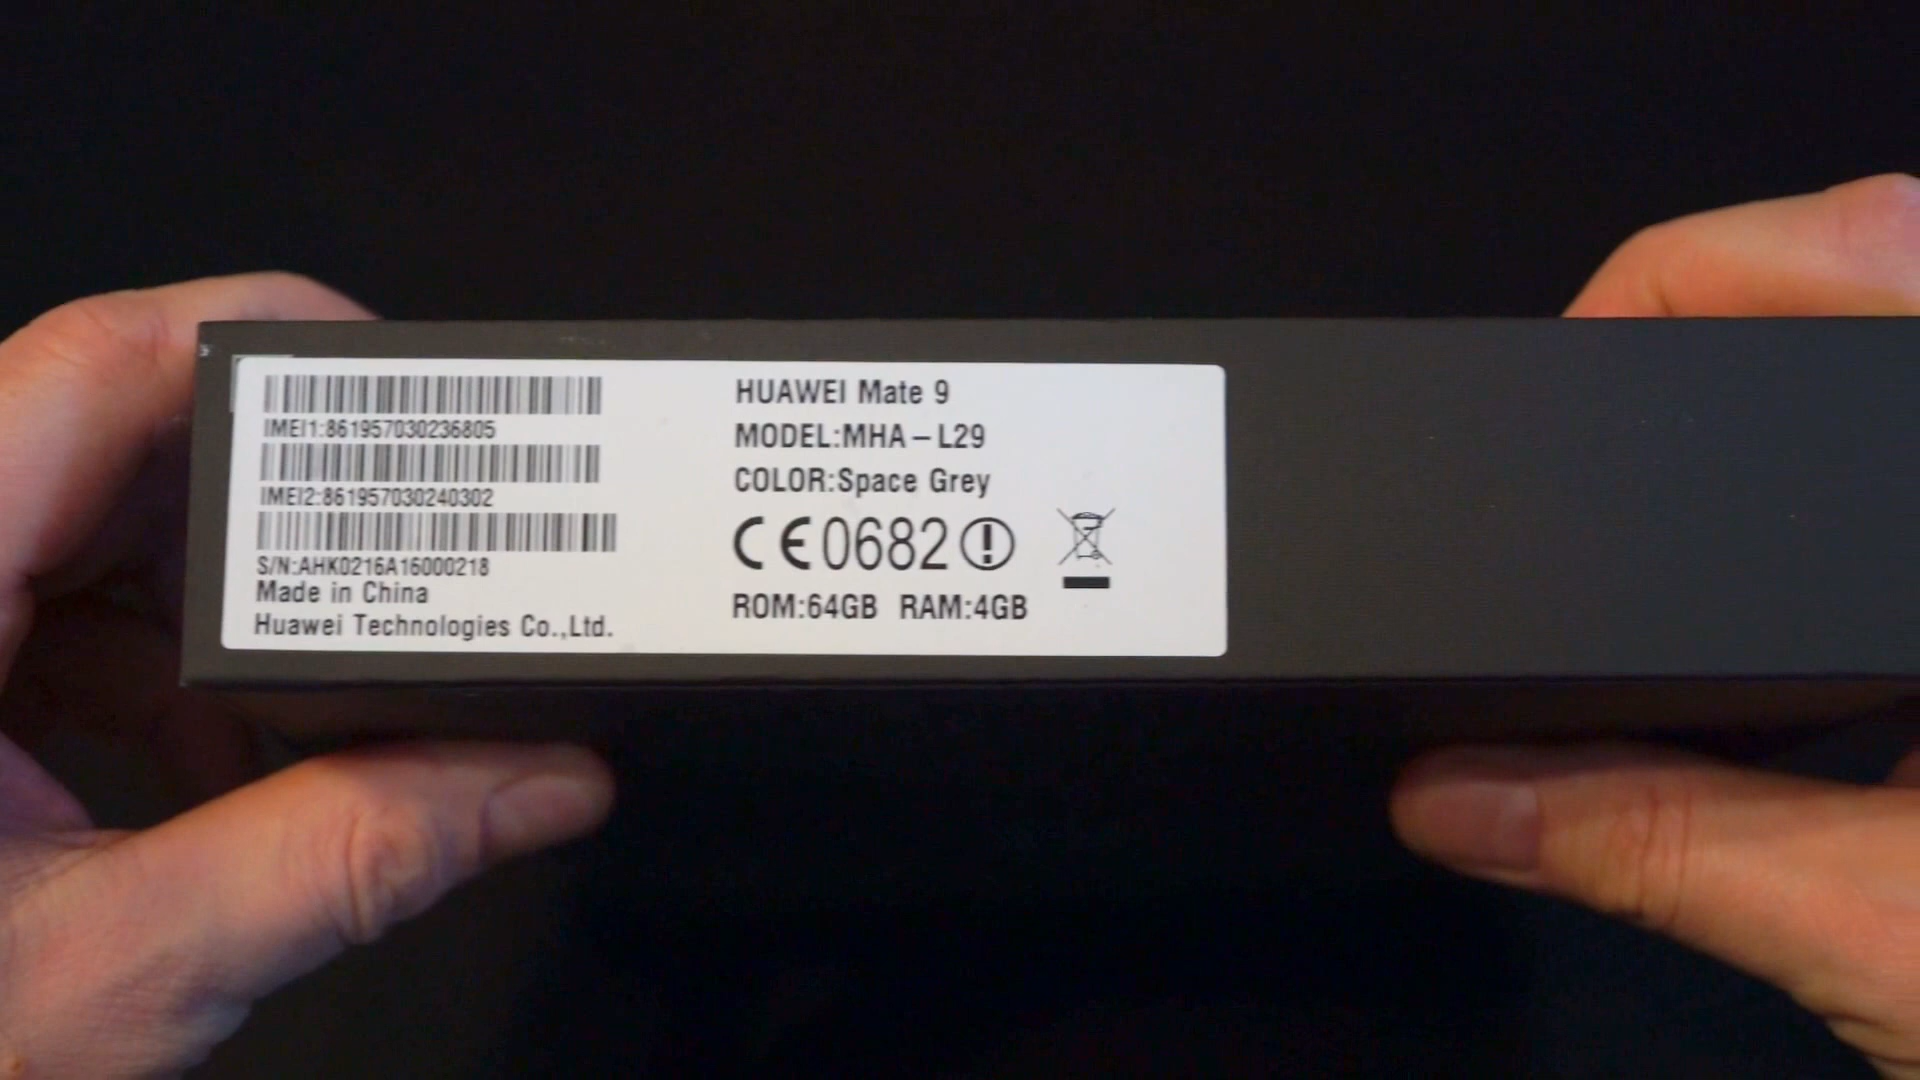 IMEI1:861957030236805
IMEI2:861957030240302
S/N:AHK0216A16000218
Made in China
Huawei Technologies Co.,Ltd.
HUAWEI Mate 9
MODEL:MHA-L29
COLOR:Space Grey
CE0682
ROM:64GB RAM:4GB